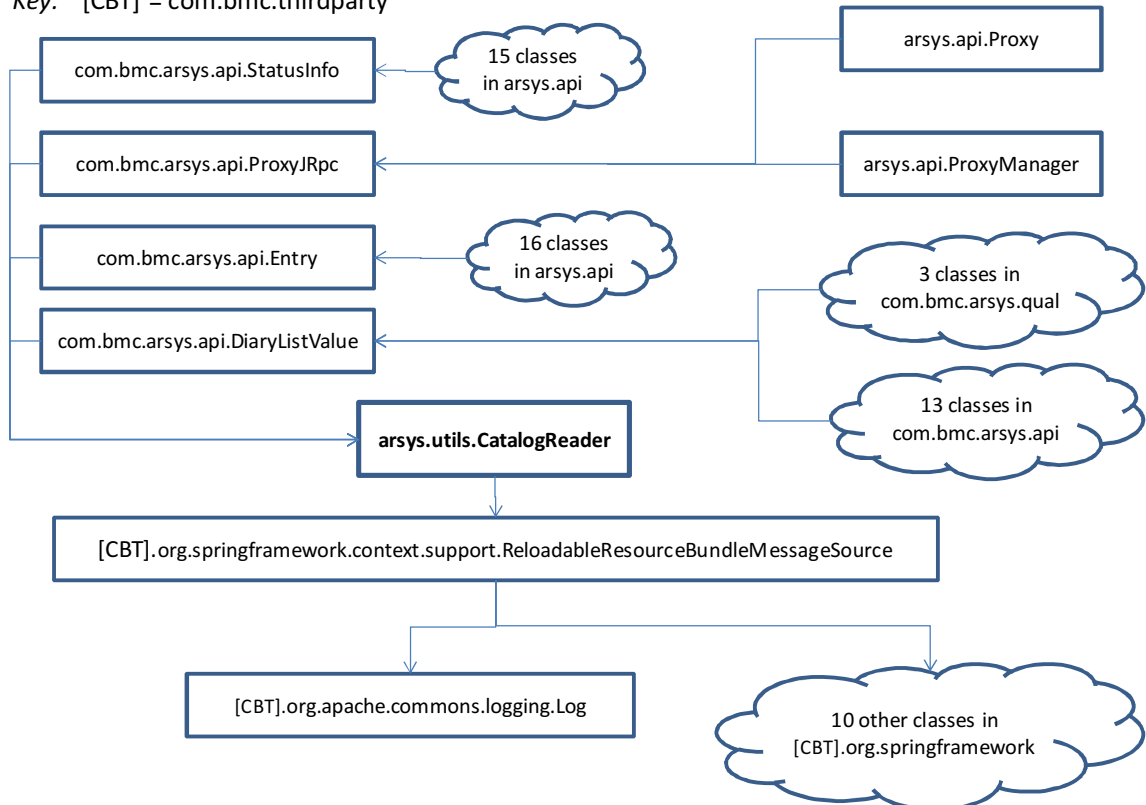 Key: [CBT] = com.bmc.thirdparty
com.bmc.arsys.api.StatusInfo
15 classes
in arsys.api
arsys.api.Proxy
com.bmc.arsys.api.ProxyJRpc
arsys.api.ProxyManager
com.bmc.arsys.api.Entry
16 classes
in arsys.api
3 classes in
com.bmc.arsys.qual
com.bmc.arsys.api.DiaryListValue
13 classes in
com.bmc.arsys.api
arsys.utils.CatalogReader
[CBT].org.springframework.context.support.ReloadableResourceBundleMessageSource
[CBT].org.apache.commons.logging.Log
10 other classes in
[CBT].org.springframework